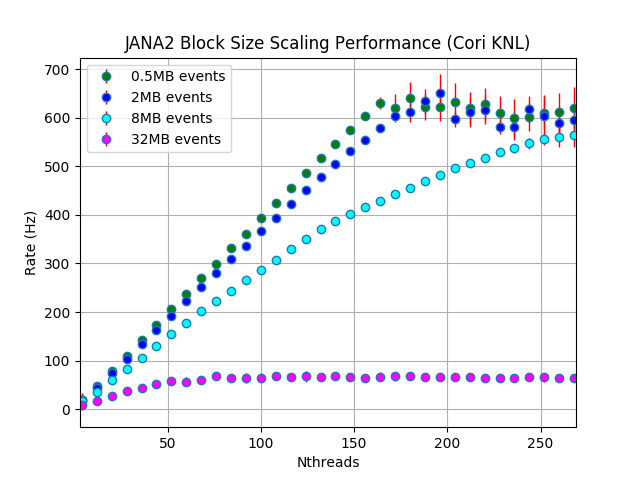 JANA2 Block Size Scaling Performance (Cori KNL)
700
600
500
400
300
200
100
0
Rate (Hz)
0.5MB events
2MB events
8MB events
32MB events
50
100
150
200
250
Nthreads